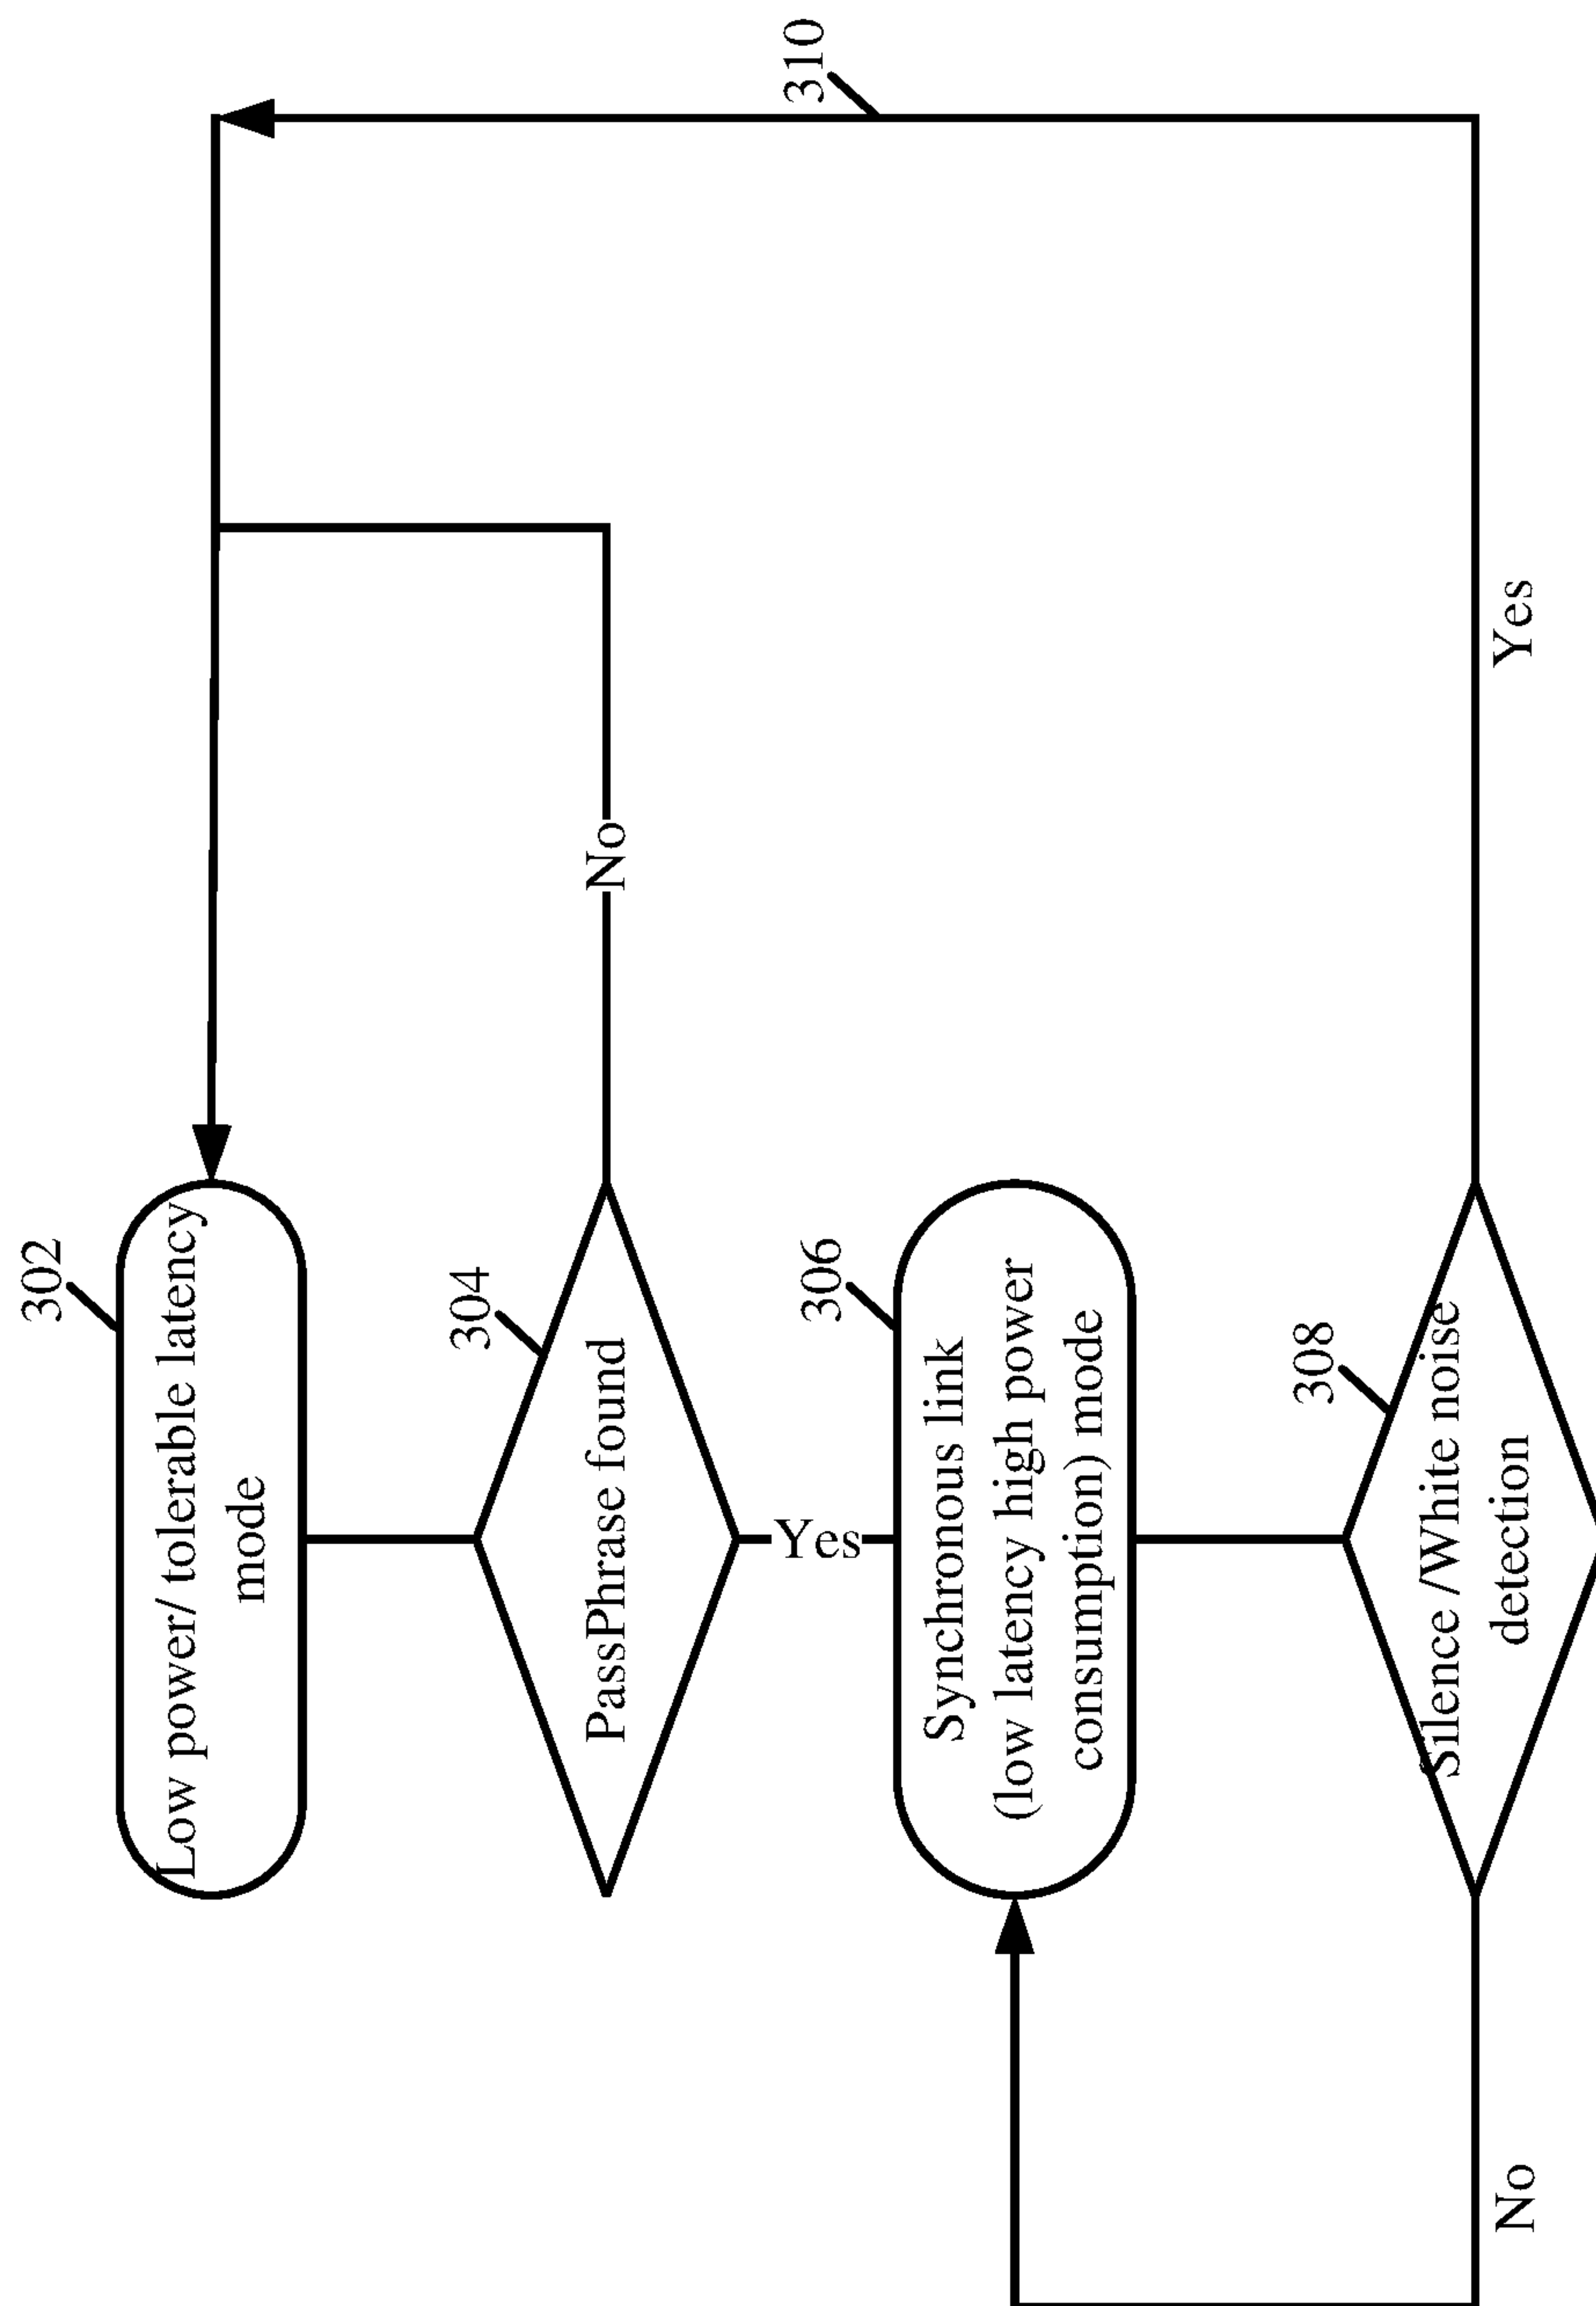 302
Low power/ tolerable latency
mode
304
PassPhrase found
No
Yes
306
Synchronous link
(low latency high power
consumption) mode
308
Silence /White noise
detection
No
Yes
310